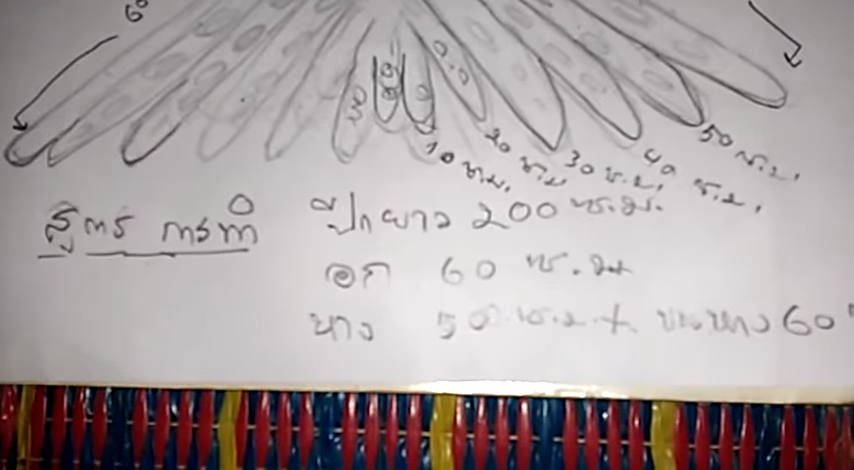 60
10 ซ.ม.
20 ซ.ม.
30 ซ.ม.
40 ซ.ม.
50 ซ.ม.
สูตร การทำ ปีกยาว 200 ซ.ม.
อก 60 ซ.ม
หาง 50 ซ.ม + ขนหาง 60